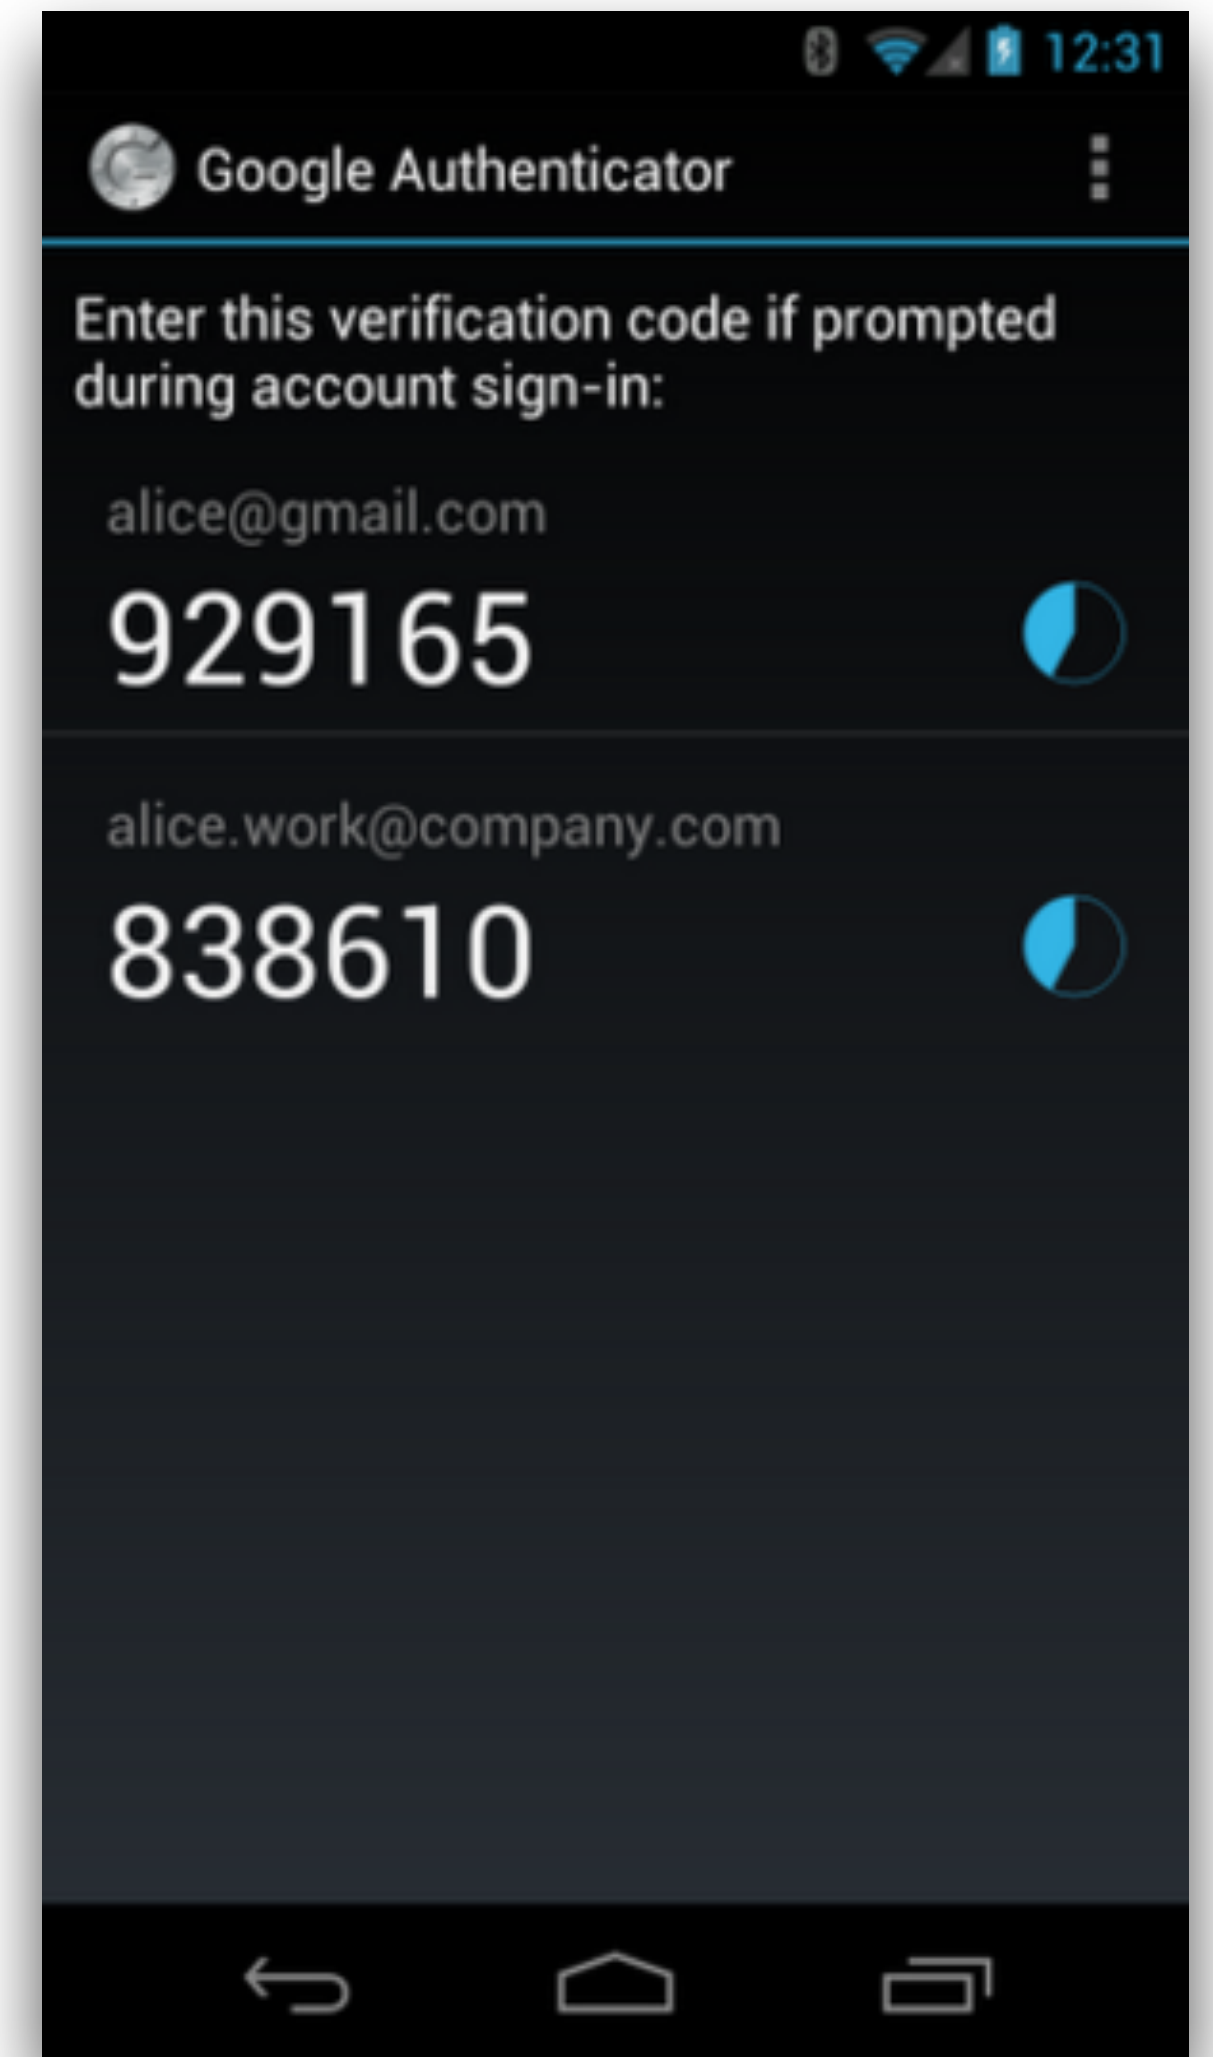 12:31
Google Authenticator
Enter this verification code if prompted
during account sign-in:
alice@gmail.com
929165
alice.work@company.com
838610